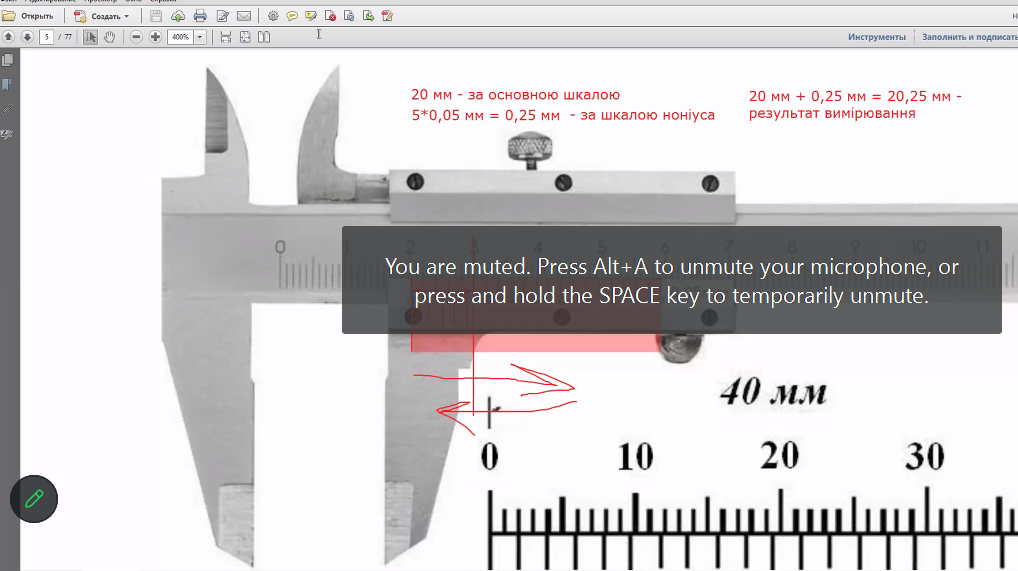 Открыть
Создать
5 / 77
400%
Инструменты
Заполнить и подписать
20 мм - за основною шкалою
5*0,05 мм = 0,25 мм - за шкалою ноніуса
20 мм + 0,25 мм = 20,25 мм -
результат вимірювання
0 1 2 3 4 5 6 7 8 9 10 11
You are muted. Press Alt+A to unmute your microphone, or
press and hold the SPACE key to temporarily unmute.
40 мм
0 10 20 30